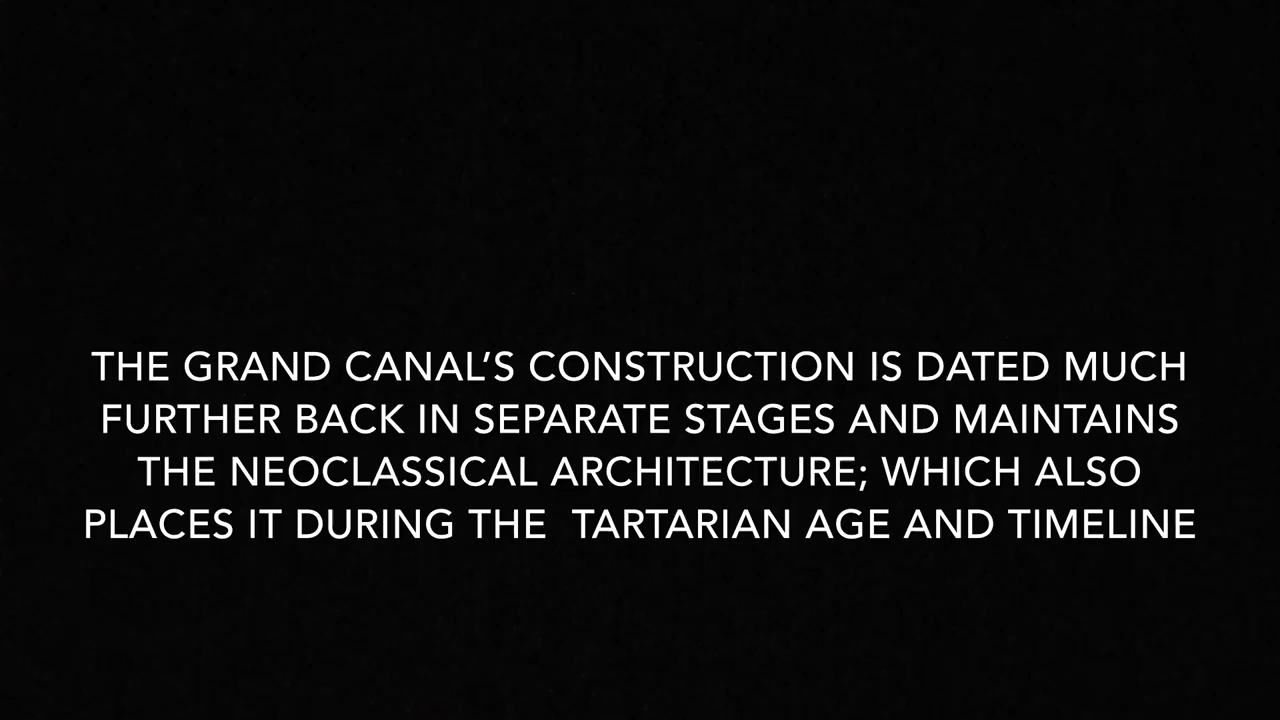 THE GRAND CANAL’S CONSTRUCTION IS DATED MUCH
FURTHER BACK IN SEPARATE STAGES AND MAINTAINS
THE NEOCLASSICAL ARCHITECTURE; WHICH ALSO
PLACES IT DURING THE  TARTARIAN AGE AND TIMELINE